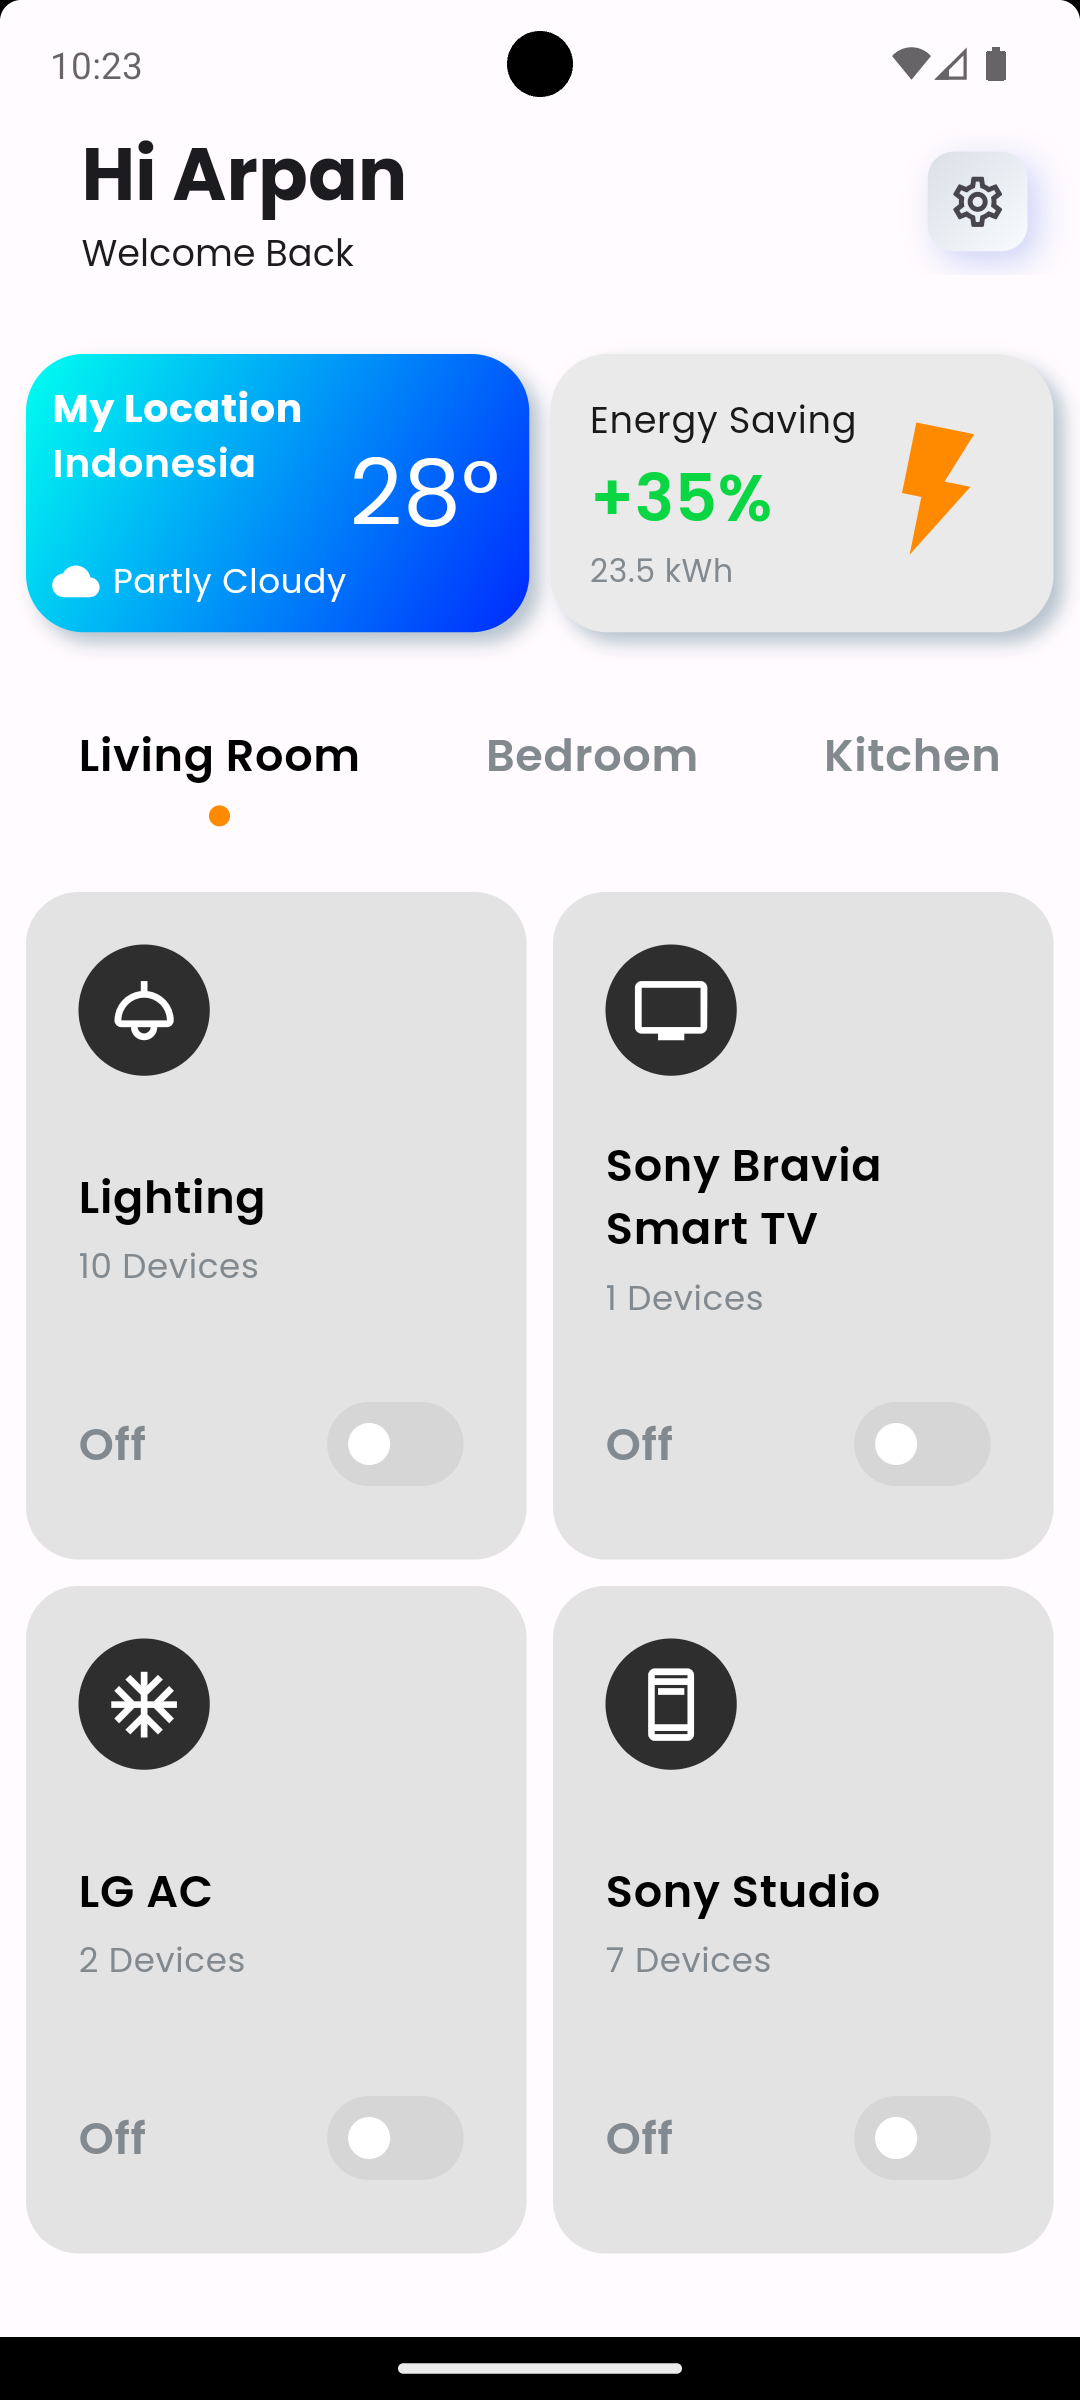 10:23
Hi Arpan
Welcome Back
My Location
Indonesia
28°
Partly Cloudy
Energy Saving
+35%
23.5 kWh
Living Room
Bedroom
Kitchen
Lighting
10 Devices
Off
Sony Bravia
Smart TV
1 Devices
Off
LG AC
2 Devices
Off
Sony Studio
7 Devices
Off